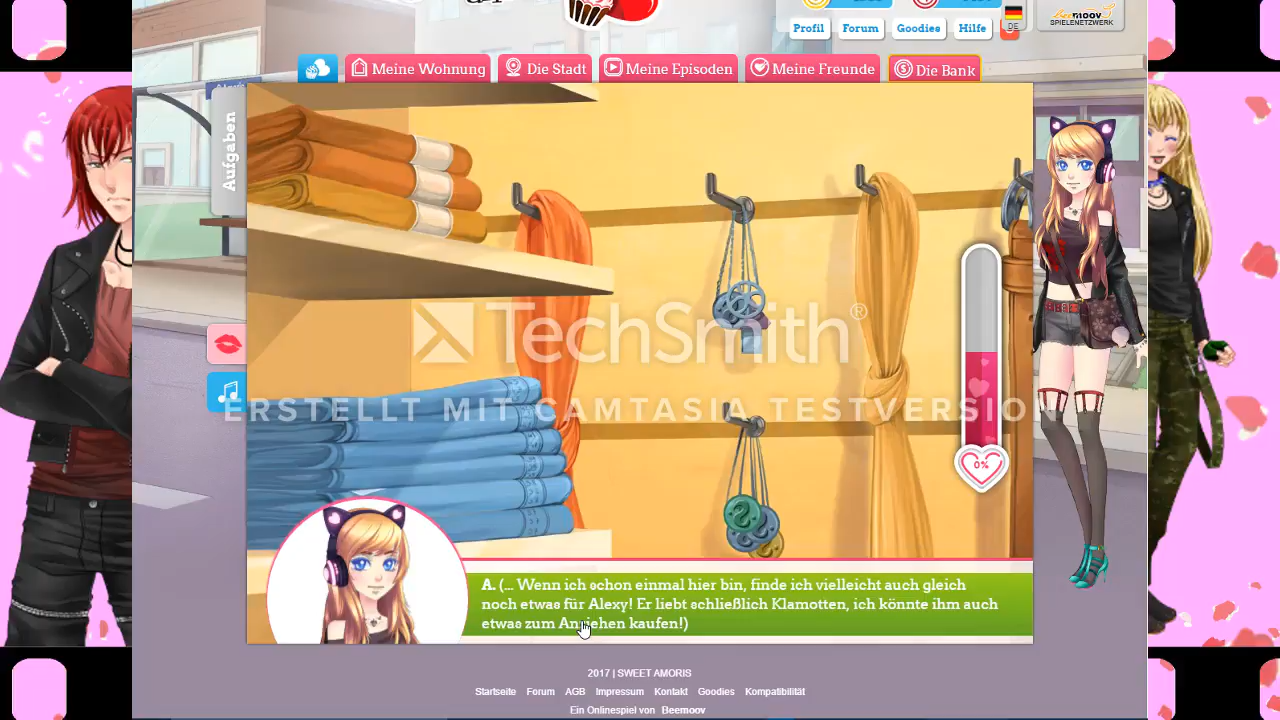 Profil
Forum
Goodies
Hilfe
DE
Beemoov
SPIELENETZWERK
Meine Wohnung
Die Stadt
Meine Episoden
Meine Freunde
Die Bank
Aufgaben
TechSmith®
ERSTELLT MIT CAMTASIA TESTVERSION
0%
A. (... Wenn ich schon einmal hier bin, finde ich vielleicht auch gleich
noch etwas für Alexy! Er liebt schließlich Klamotten, ich könnte ihm auch
etwas zum Anziehen kaufen!)
2017 | SWEET AMORIS
Startseite Forum AGB Impressum Kontakt Goodies Kompatibilität
Ein Onlinespiel von Beemoov